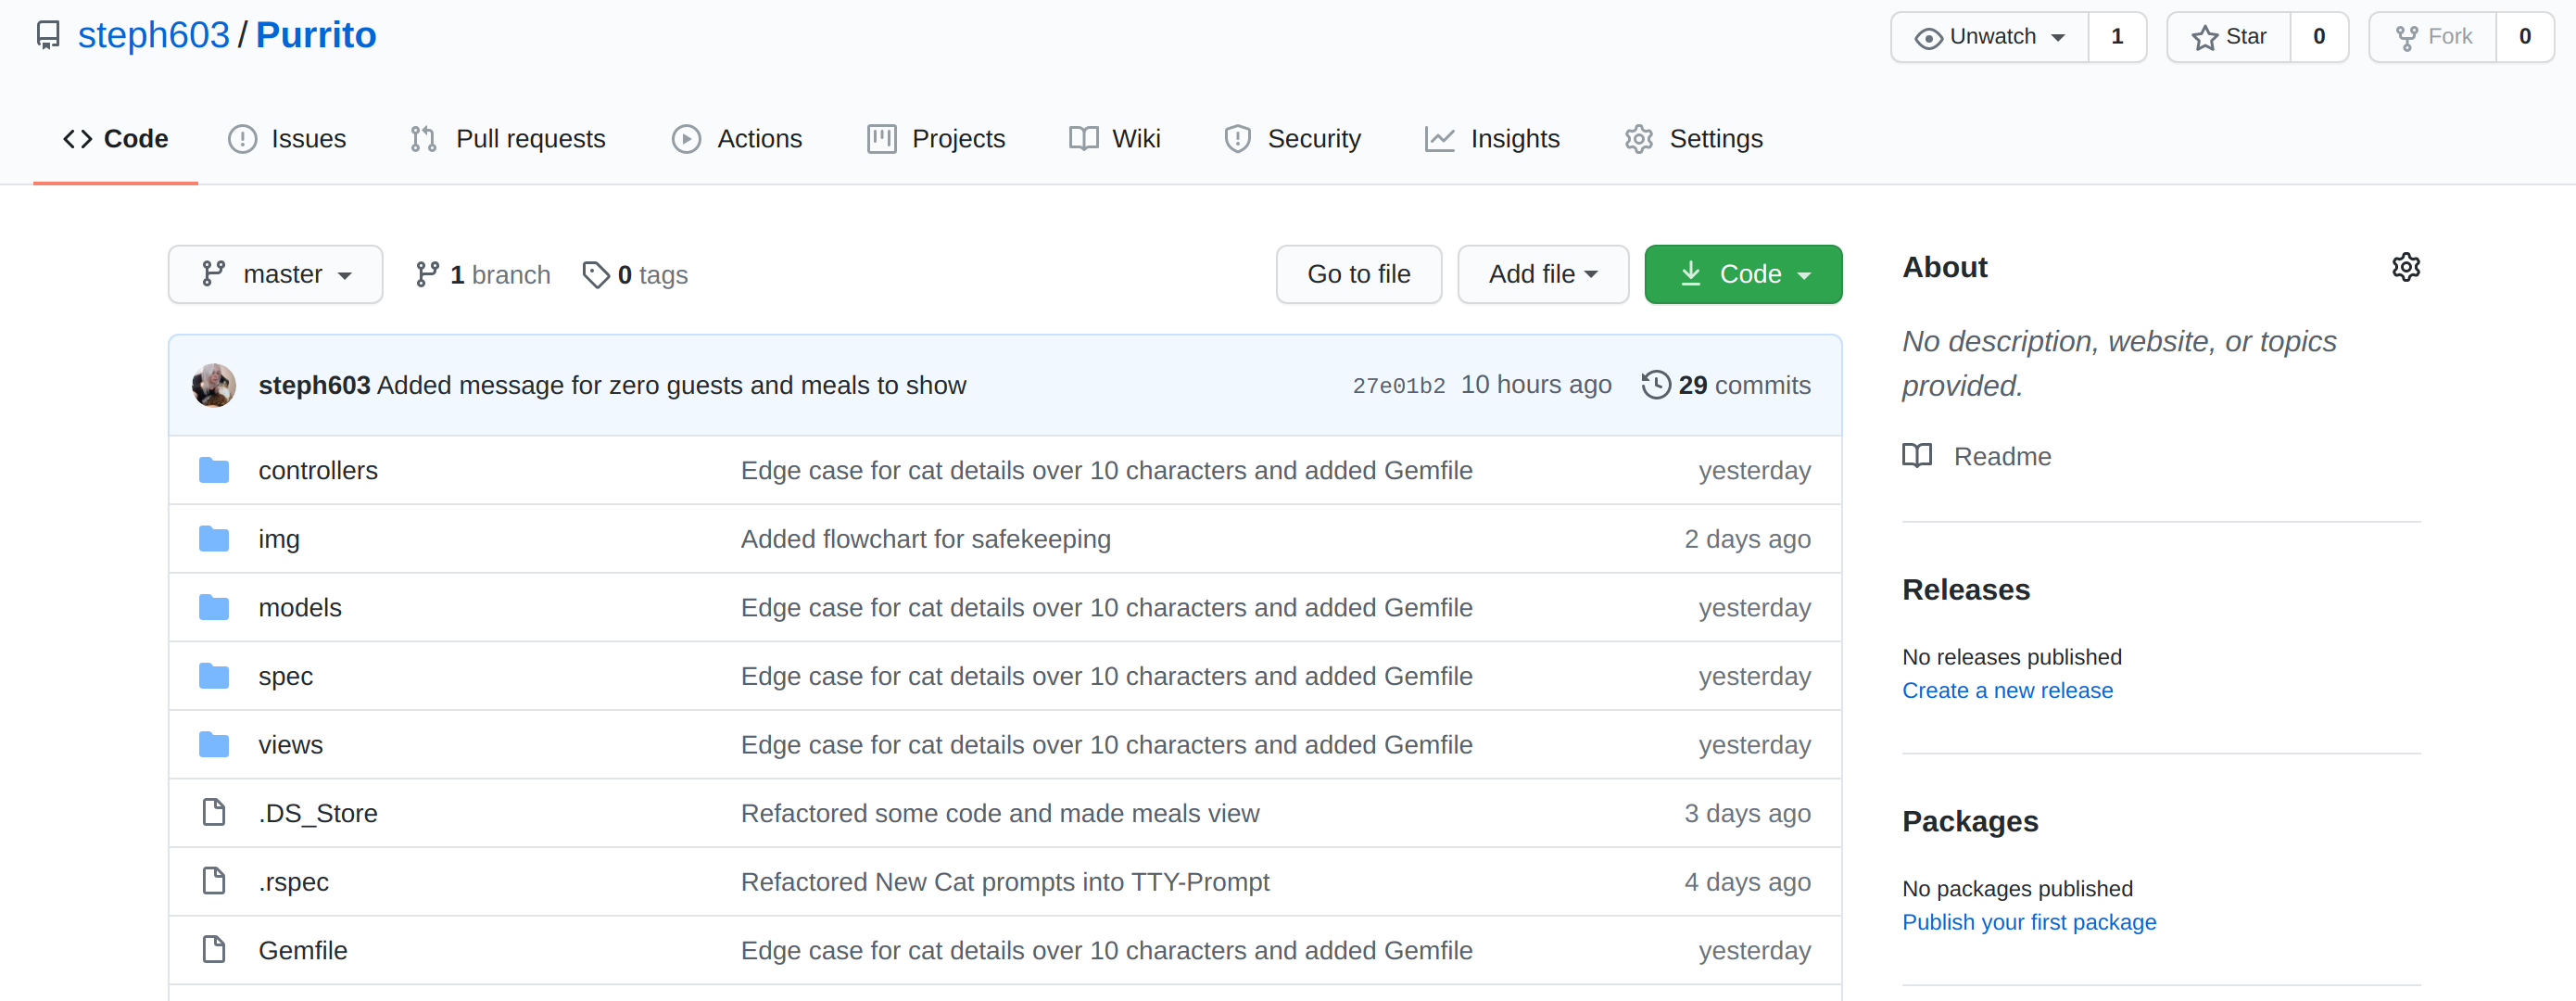 steph603 / Purrito
Unwatch 1 Star 0 Fork 0
Code Issues Pull requests Actions Projects Wiki Security Insights Settings
master 1 branch 0 tags Go to file Add file Code
steph603 Added message for zero guests and meals to show 27e01b2 10 hours ago 29 commits
controllers Edge case for cat details over 10 characters and added Gemfile yesterday
img Added flowchart for safekeeping 2 days ago
models Edge case for cat details over 10 characters and added Gemfile yesterday
spec Edge case for cat details over 10 characters and added Gemfile yesterday
views Edge case for cat details over 10 characters and added Gemfile yesterday
.DS_Store Refactored some code and made meals view 3 days ago
.rspec Refactored New Cat prompts into TTY-Prompt 4 days ago
Gemfile Edge case for cat details over 10 characters and added Gemfile yesterday
About
No description, website, or topics
provided.
Readme
Releases
No releases published
Create a new release
Packages
No packages published
Publish your first package